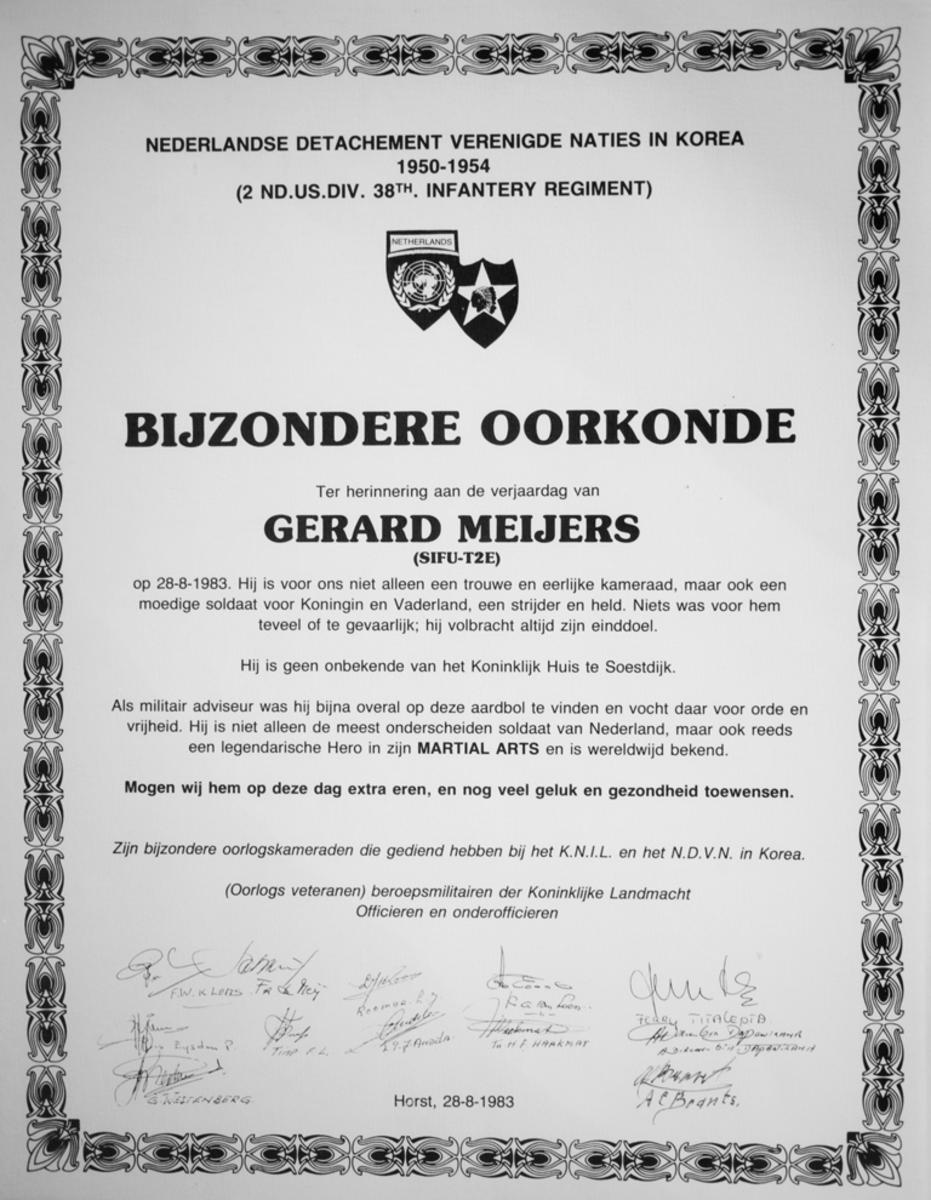 NEDERLANDSE DETACHEMENT VERENIGDE NATIES IN KOREA
1950-1954
(2 ND.US.DIV. 38TH. INFANTERY REGIMENT)
NETHERLANDS
BIJZONDERE OORKONDE
Ter herinnering aan de verjaardag van
GERARD MEIJERS
(SIFU-T2E)
op 28-8-1983. Hij is voor ons niet alleen een trouwe en eerlijke kameraad, maar ook een
moedige soldaat voor Koningin en Vaderland, een strijder en held. Niets was voor hem
teveel of te gevaarlijk; hij volbracht altijd zijn einddoel.
Hij is geen onbekende van het Koninklijk Huis te Soestdijk.
Als militair adviseur was hij bijna overal op deze aardbol te vinden en vocht daar voor orde en
vrijheid. Hij is niet alleen de meest onderscheiden soldaat van Nederland, maar ook reeds
een legendarische Hero in zijn MARTIAL ARTS en is wereldwijd bekend.
Mogen wij hem op deze dag extra eren, en nog veel geluk en gezondheid toewensen.
Zijn bijzondere oorlogskameraden die gediend hebben bij het K.N.I.L. en het N.D.V.N. in Korea.
(Oorlogs veteranen) beroepsmilitairen der Koninklijke Landmacht
Officieren en onderofficieren
F.W. KLERS
FERRY TITALEPTA
Eysden P.
TIMP F.L.
HAAKMAT
A C Brants.
Horst, 28-8-1983